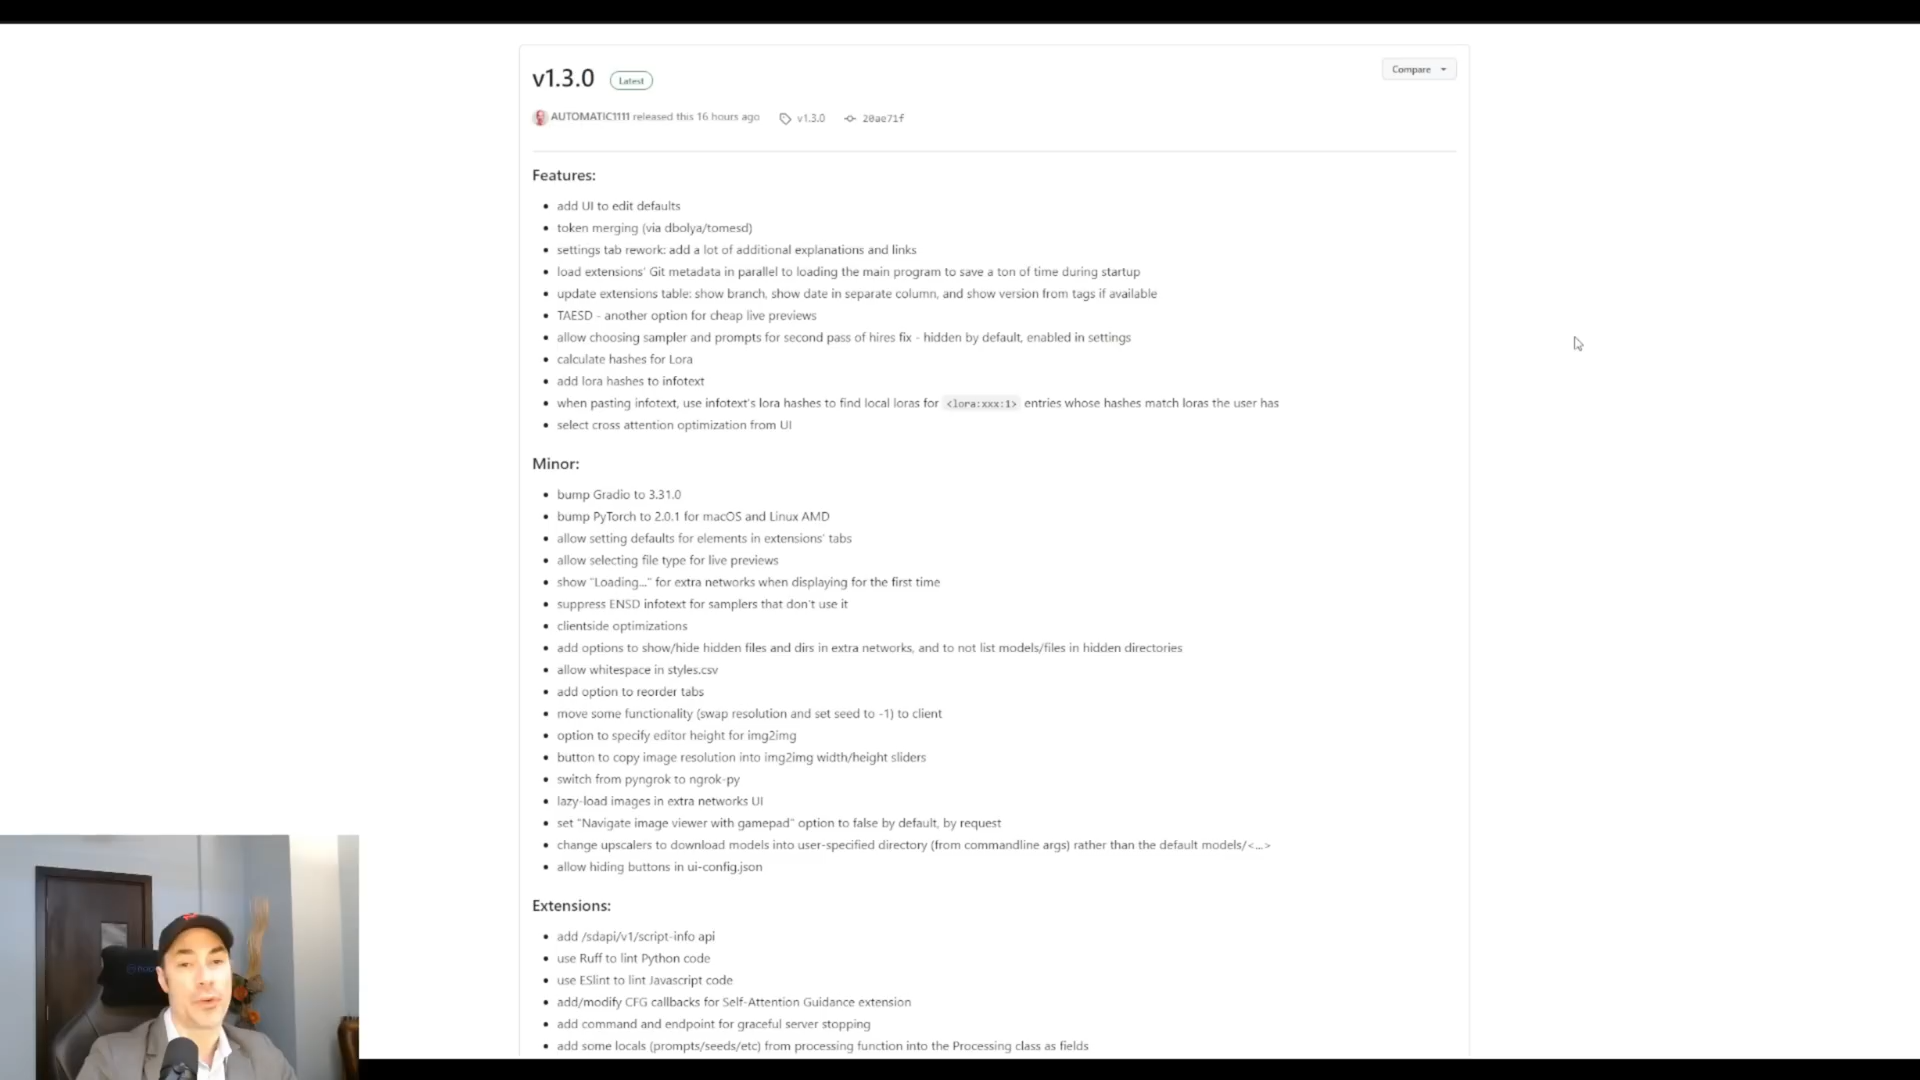 v1.3.0 Latest
Compare
AUTOMATIC1111 released this 16 hours ago v1.3.0 20ae71f
Features:
add UI to edit defaults
token merging (via dbolya/tomesd)
settings tab rework: add a lot of additional explanations and links
load extensions' Git metadata in parallel to loading the main program to save a ton of time during startup
update extensions table: show branch, show date in separate column, and show version from tags if available
TAESD - another option for cheap live previews
allow choosing sampler and prompts for second pass of hires fix - hidden by default, enabled in settings
calculate hashes for Lora
add lora hashes to infotext
when pasting infotext, use infotext's lora hashes to find local loras for <lora:xxx:1> entries whose hashes match loras the user has
select cross attention optimization from UI
Minor:
bump Gradio to 3.31.0
bump PyTorch to 2.0.1 for macOS and Linux AMD
allow setting defaults for elements in extensions' tabs
allow selecting file type for live previews
show "Loading..." for extra networks when displaying for the first time
suppress ENSD infotext for samplers that don't use it
clientside optimizations
add options to show/hide hidden files and dirs in extra networks, and to not list models/files in hidden directories
allow whitespace in styles.csv
add option to reorder tabs
move some functionality (swap resolution and set seed to -1) to client
option to specify editor height for img2img
button to copy image resolution into img2img width/height sliders
switch from pyngrok to ngrok-py
lazy-load images in extra networks UI
set "Navigate image viewer with gamepad" option to false by default, by request
change upscalers to download models into user-specified directory (from commandline args) rather than the default models/<...>
allow hiding buttons in ui-config.json
Extensions:
add /sdapi/v1/script-info api
use Ruff to lint Python code
use ESlint to lint Javascript code
add/modify CFG callbacks for Self-Attention Guidance extension
add command and endpoint for graceful server stopping
add some locals (prompts/seeds/etc) from processing function into the Processing class as fields